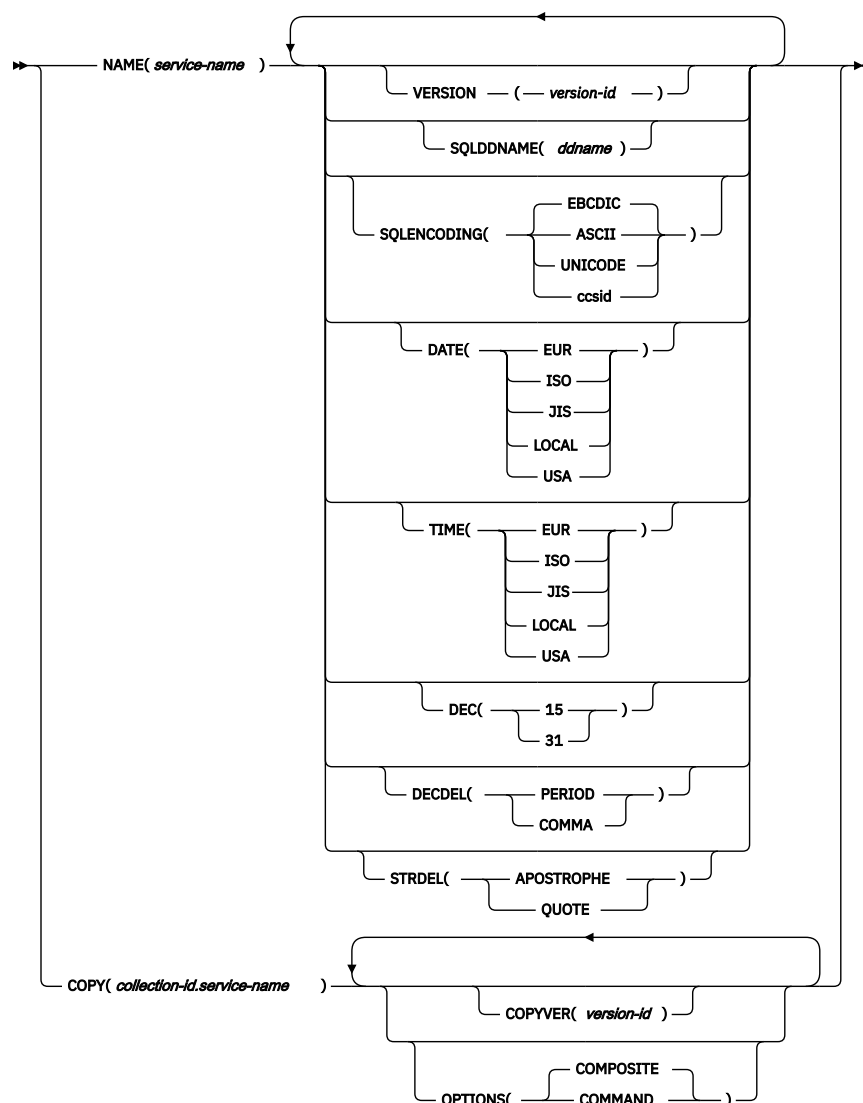 NAME( service-name )
VERSION ( version-id )
SQLDDNAME( ddname )
SQLENCODING( EBCDIC
ASCII )
UNICODE
ccsid
DATE( EUR )
ISO
JIS
LOCAL
USA
TIME( EUR )
ISO
JIS
LOCAL
USA
DEC( 15 )
31
DECDEL( PERIOD )
COMMA
STRDEL( APOSTROPHE )
QUOTE
COPY( collection-id.service-name )
COPYVER( version-id )
COMPOSITE
OPTIONS( COMMAND )